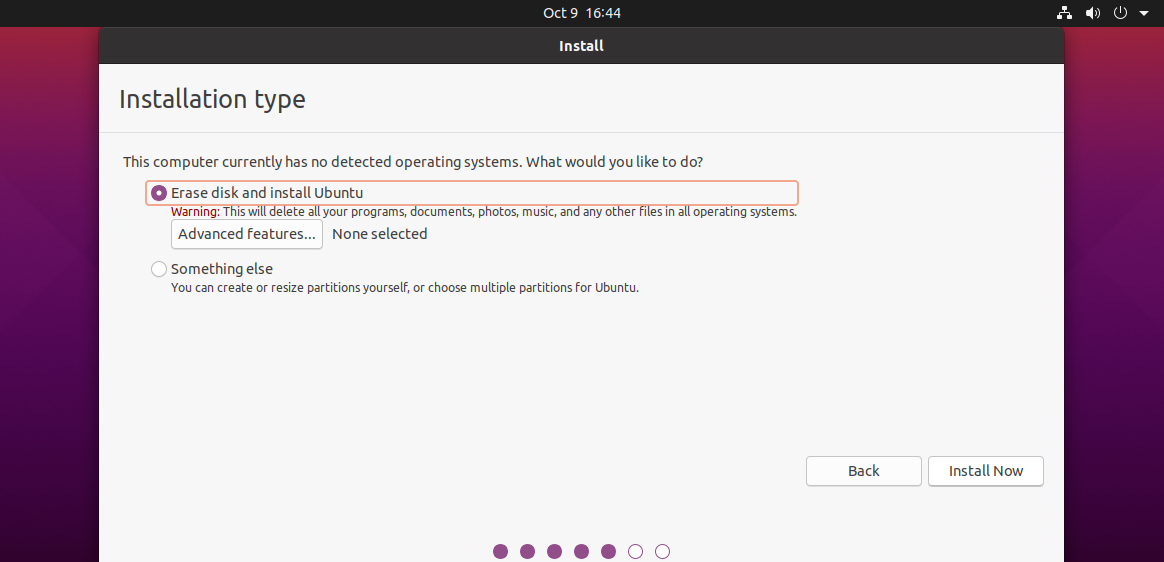 Oct 9 16:44
Install
Installation type
This computer currently has no detected operating systems. What would you like to do?
Erase disk and install Ubuntu
Warning: This will delete all your programs, documents, photos, music, and any other files in all operating systems.
Advanced features... None selected
Something else
You can create or resize partitions yourself, or choose multiple partitions for Ubuntu.
Back Install Now